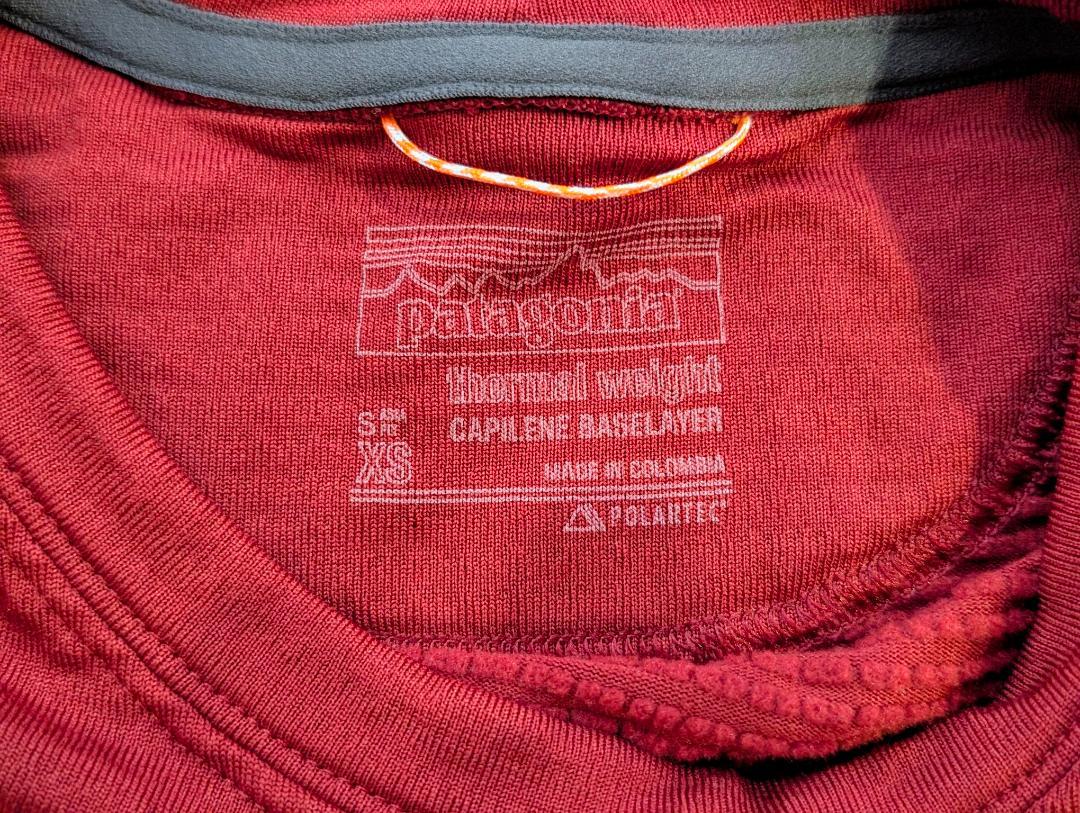 patagonia
thermal weight
CAPILENE BASELAYER
XS
MADE IN COLOMBIA
POLARTEC